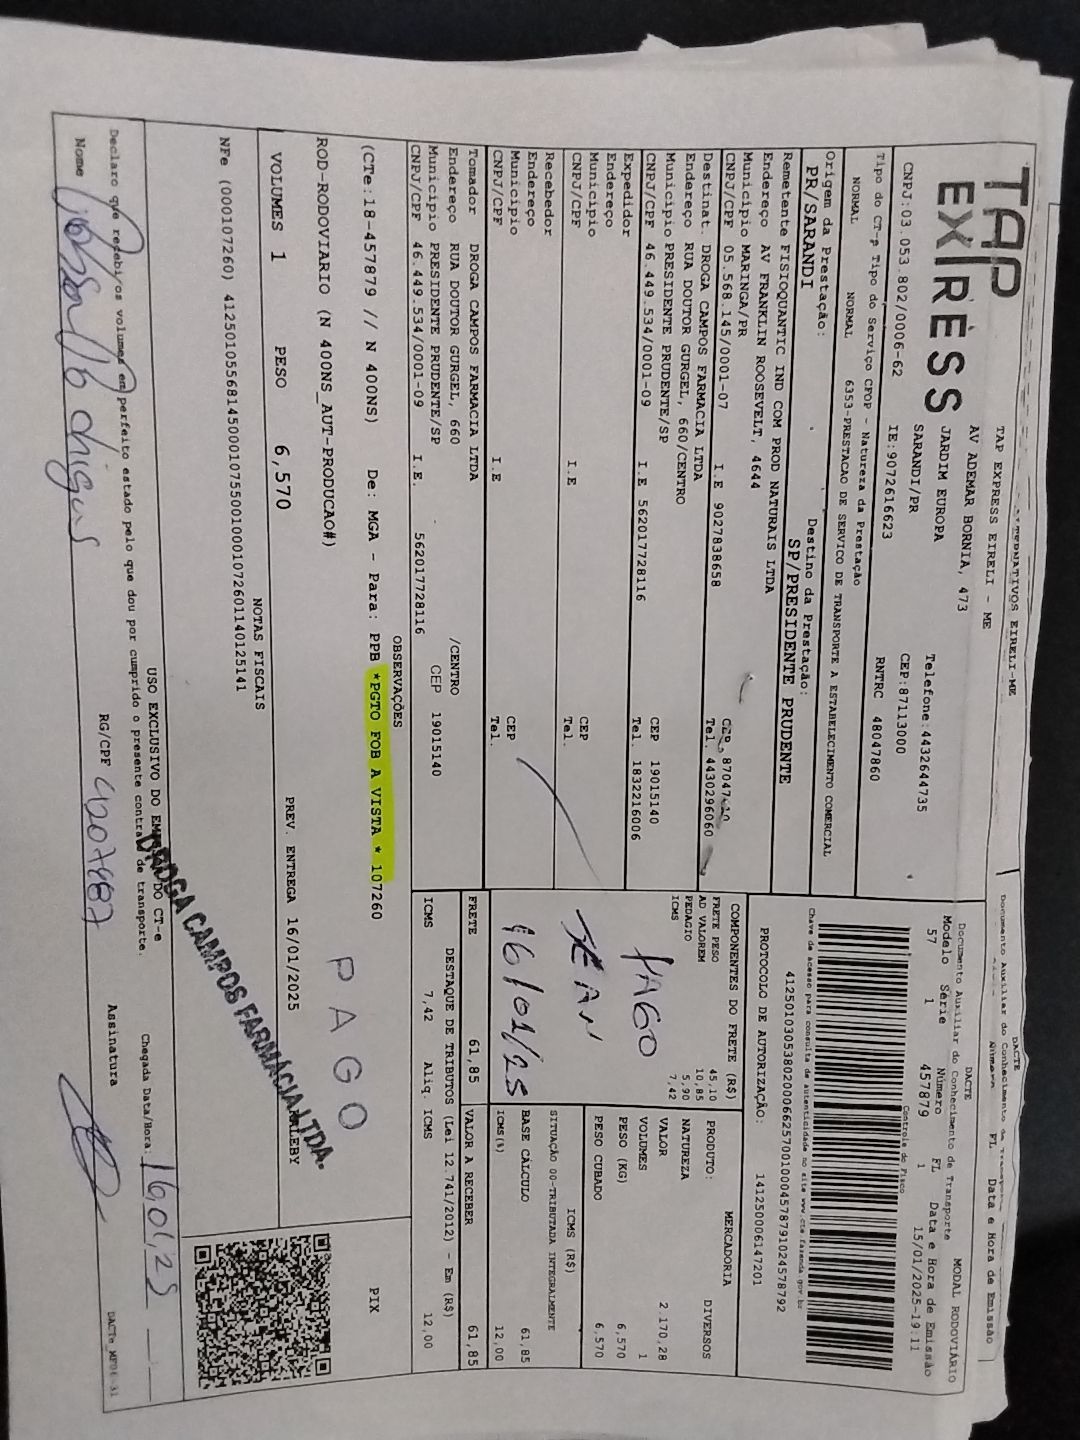 TAP EXPRESS EIRELI - ME
AV ADEMAR BORNIA, 473
JARDIM EUROPA
SARANDI/PR
TAP
EXPRESS
Telefone:4432644735
CEP:87113000
CNPJ:03.053.802/0006-62 IE:9072616623 RNTRC 48047860
DACTE
Documento Auxiliar do Conhecimento de Transporte
MODAL RODOVIÁRIO
Modelo Série Número FL Data e Hora de Emissão
57 1 457879 1 15/01/2025-19:11
Controle do Fisco
Chave de acesso para consulta de autenticidade no site www.cte.fazenda.gov.br
41250103053802000662570010004578791024578792
PROTOCOLO DE AUTORIZAÇÃO: 141250006147201
Tipo do CT-e Tipo do Serviço CFOP - Natureza da Prestação
NORMAL NORMAL 6353-PRESTACAO DE SERVICO DE TRANSPORTE A ESTABELECIMENTO COMERCIAL
Origem da Prestação: Destino da Prestação:
PR/SARANDI SP/PRESIDENTE PRUDENTE
Remetente FISIOQUANTIC IND COM PROD NATURAIS LTDA
Endereço AV FRANKLIN ROOSEVELT, 4644
Município MARINGA/PR
CNPJ/CPF 05.568.145/0001-07 I.E 9027838658 Tel. 4430296060
Destinat. DROGA CAMPOS FARMACIA LTDA
Endereço RUA DOUTOR GURGEL, 660/CENTRO
Município PRESIDENTE PRUDENTE/SP CEP 19015140
CNPJ/CPF 46.449.534/0001-09 I.E 562017728116 Tel. 1832216006
Expedidor
Endereço
Município CEP
CNPJ/CPF I.E Tel.
Recebedor
Endereço
Município CEP
CNPJ/CPF I.E Tel.
Tomador DROGA CAMPOS FARMACIA LTDA
Endereço RUA DOUTOR GURGEL, 660 /CENTRO
Município PRESIDENTE PRUDENTE/SP CEP 19015140
CNPJ/CPF 46.449.534/0001-09 I.E. 562017728116
COMPONENTES DO FRETE (R$)
FRETE PESO 45,10
AD VALOREM 10,85
PEDAGIO 5,90
ICMS 7,42
PAGO
JEAN
16/01/25
MERCADORIA
PRODUTO: DIVERSOS
NATUREZA
VALOR 2.170,28
VOLUMES 1
PESO (KG) 6,570
PESO CUBADO 6,570
ICMS (R$)
SITUAÇÃO 00-TRIBUTADA INTEGRALMENTE
BASE CÁLCULO 61,85
ICMS(%) 12,00
FRETE 61,85 VALOR A RECEBER 61,85
DESTAQUE DE TRIBUTOS (Lei 12.741/2012) - Em (R$)
ICMS 7,42 Aliq. ICMS 12,00
OBSERVAÇÕES
(CTe:18-457879 // N 400NS) De: MGA - Para: PPB *PGTO FOB A VISTA * 107260
ROD-RODOVIARIO (N 400NS_AUT-PRODUCAO#)
PAGO
PIX
VOLUMES 1 PESO 6,570 PREV. ENTREGA 16/01/2025
NOTAS FISCAIS
NFe (000107260) 41250105568145000107550010001072601140125141
DROGA CAMPOS FARMÁCIA LTDA.
USO EXCLUSIVO DO CT-e
Declaro que recebi/os volumes em perfeito estado pelo que dou por cumprido o presente contrato de transporte.
Chegada Data/Hora: 16,01,25
Nome RG/CPF Assinatura
DACTe_MF06-31